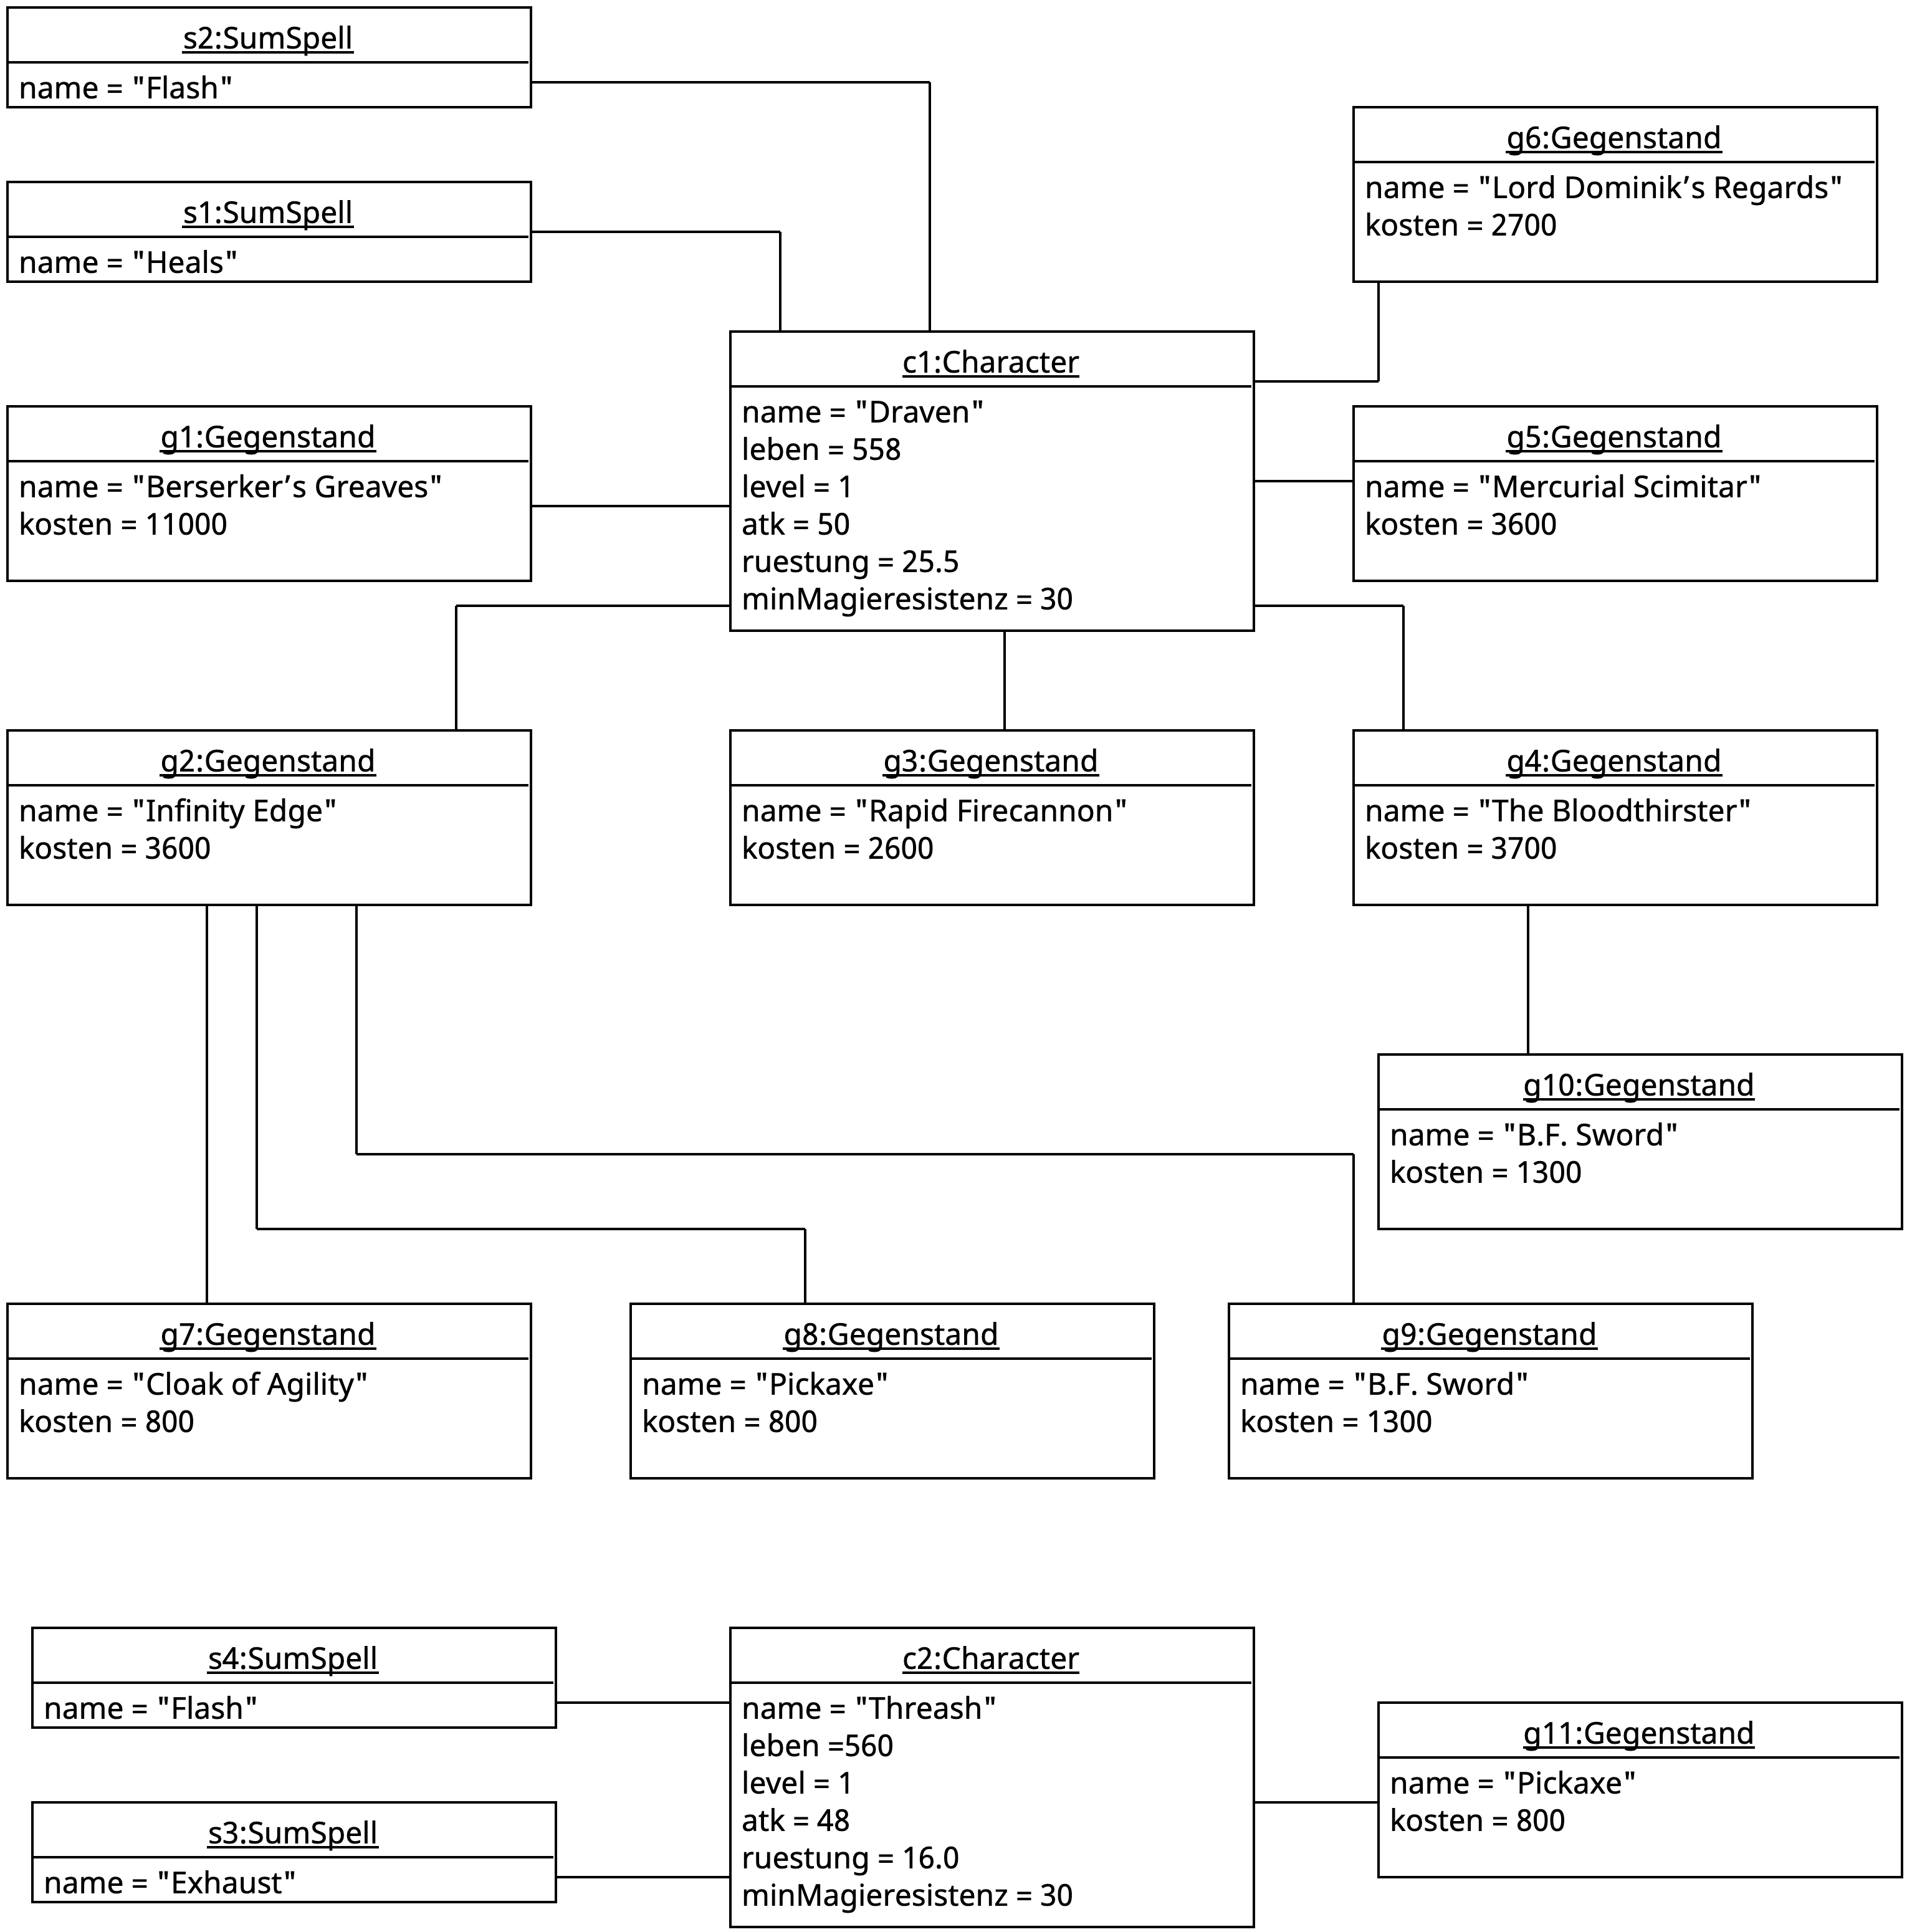 s2:SumSpell
name = "Flash"
s1:SumSpell
name = "Heals"
g6:Gegenstand
name = "Lord Dominik’s Regards"
kosten = 2700
c1:Character
name = "Draven"
leben = 558
level = 1
atk = 50
ruestung = 25.5
minMagieresistenz = 30
g1:Gegenstand
name = "Berserker’s Greaves"
kosten = 11000
g5:Gegenstand
name = "Mercurial Scimitar"
kosten = 3600
g2:Gegenstand
name = "Infinity Edge"
kosten = 3600
g3:Gegenstand
name = "Rapid Firecannon"
kosten = 2600
g4:Gegenstand
name = "The Bloodthirster"
kosten = 3700
g10:Gegenstand
name = "B.F. Sword"
kosten = 1300
g7:Gegenstand
name = "Cloak of Agility"
kosten = 800
g8:Gegenstand
name = "Pickaxe"
kosten = 800
g9:Gegenstand
name = "B.F. Sword"
kosten = 1300
s4:SumSpell
name = "Flash"
s3:SumSpell
name = "Exhaust"
c2:Character
name = "Threash"
leben =560
level = 1
atk = 48
ruestung = 16.0
minMagieresistenz = 30
g11:Gegenstand
name = "Pickaxe"
kosten = 800